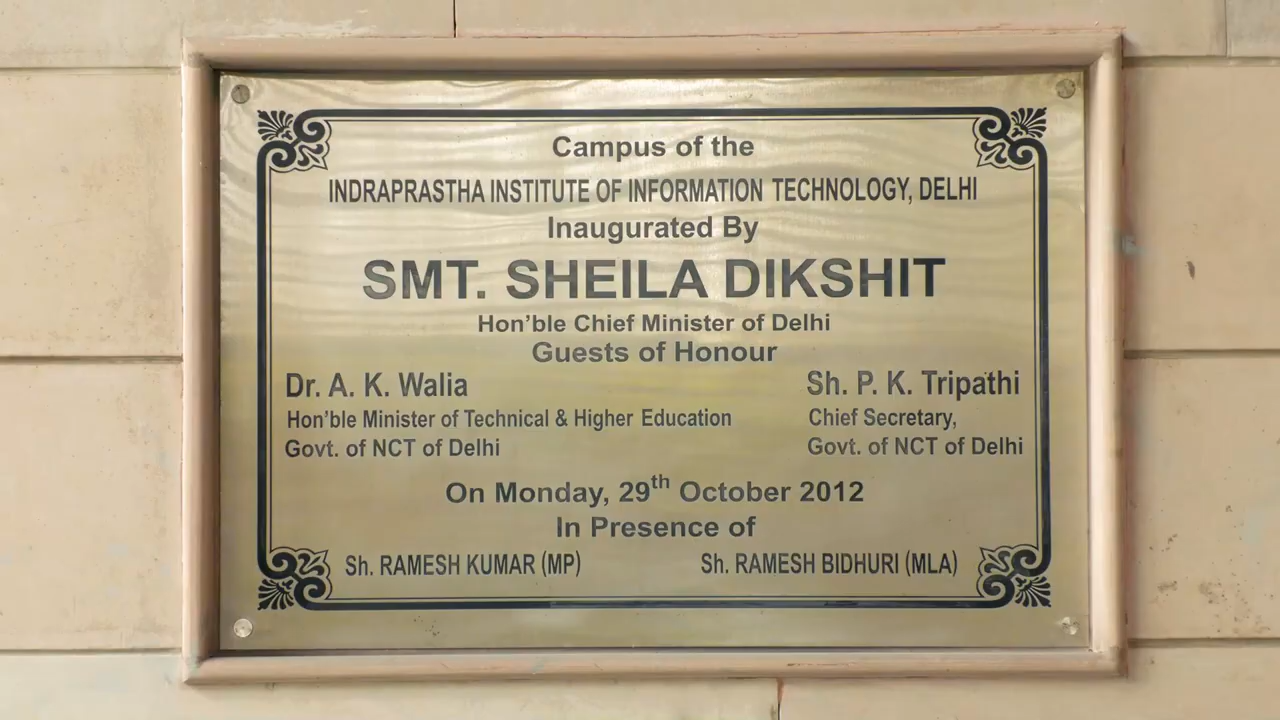 Campus of the
INDRAPRASTHA INSTITUTE OF INFORMATION TECHNOLOGY, DELHI
Inaugurated By
SMT. SHEILA DIKSHIT
Hon'ble Chief Minister of Delhi
Guests of Honour
Dr. A. K. Walia
Hon'ble Minister of Technical & Higher Education
Govt. of NCT of Delhi
Sh. P. K. Tripathi
Chief Secretary,
Govt. of NCT of Delhi
On Monday, 29th October 2012
In Presence of
Sh. RAMESH KUMAR (MP)
Sh. RAMESH BIDHURI (MLA)